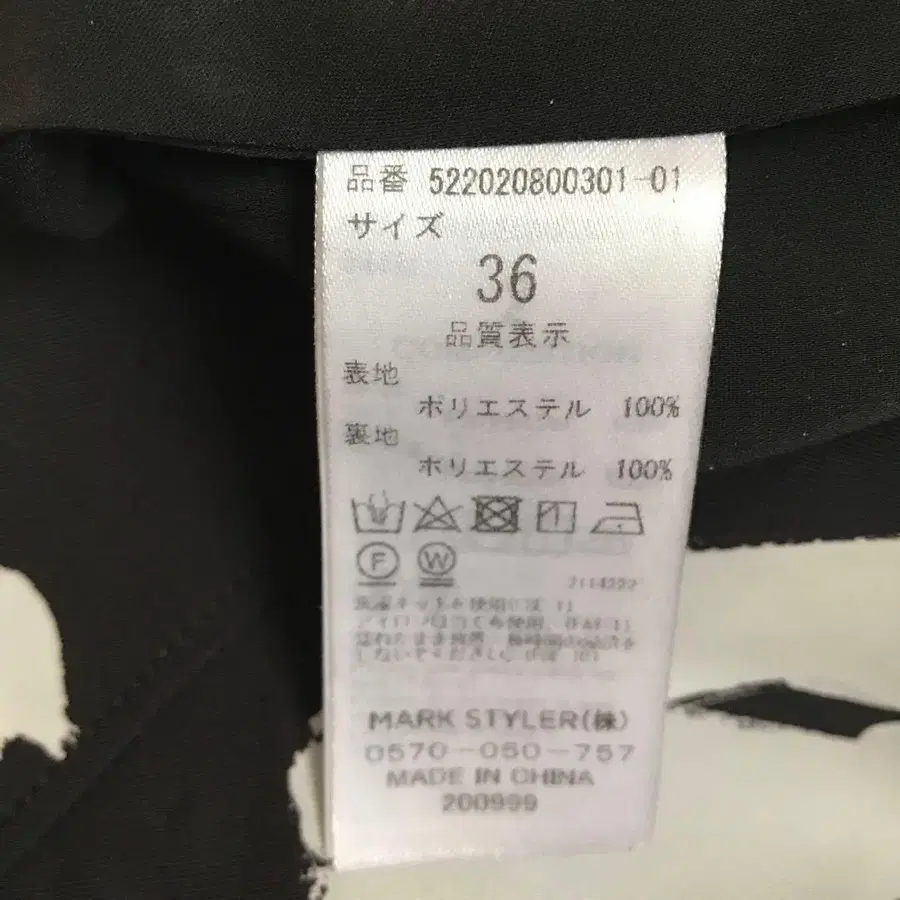 品番 522020800301-01
サイズ
36
品質表示
表地
ポリエステル 100%
裏地
ポリエステル 100%
F W
2114222
MARK STYLER(株)
0570-050-757
MADE IN CHINA
200999